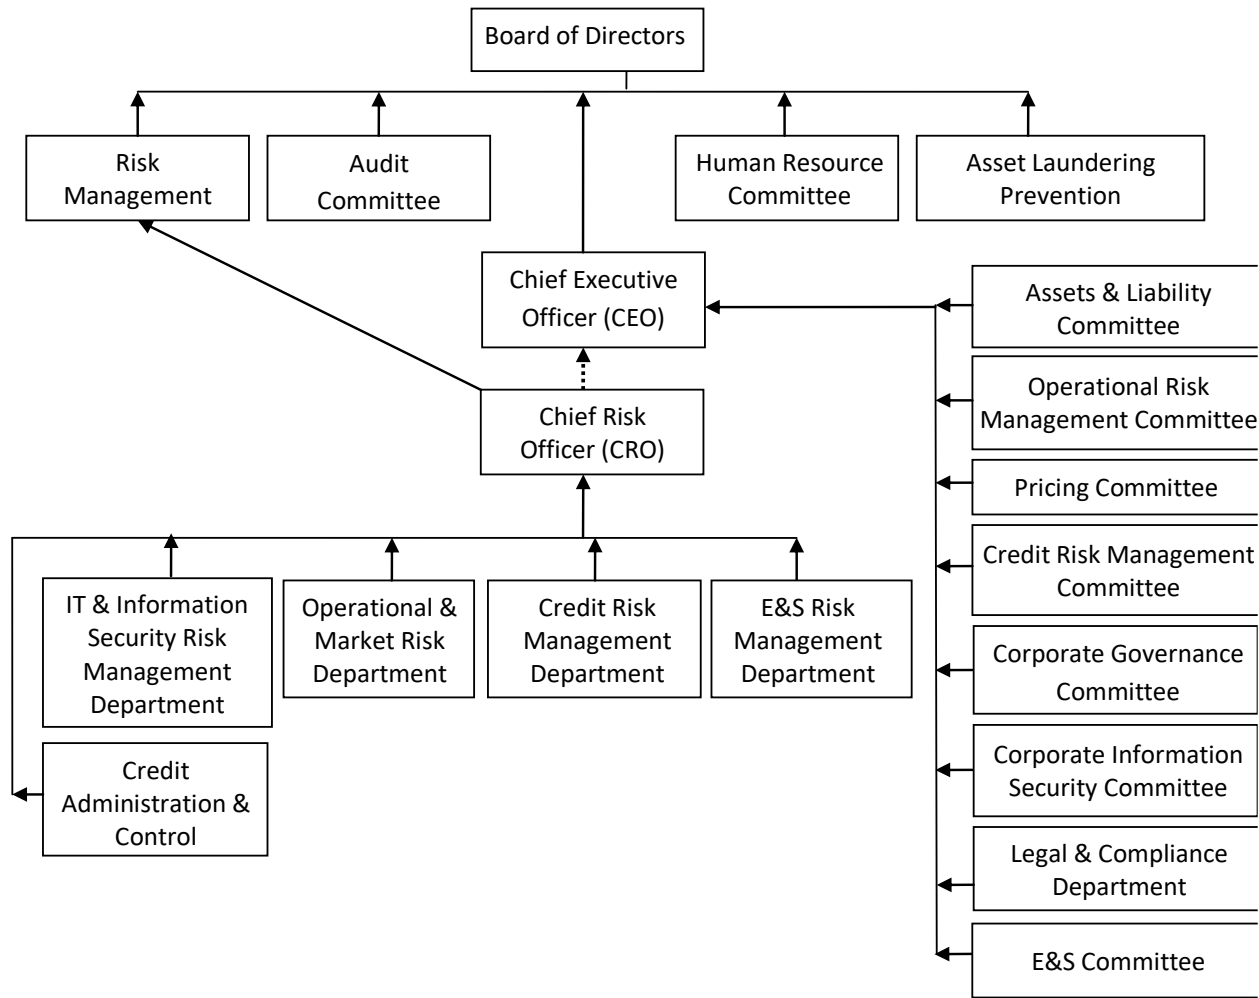 Board of Directors
Risk
Management
Audit
Committee
Human Resource
Committee
Asset Laundering
Prevention
Chief Executive
Officer (CEO)
Chief Risk
Officer (CRO)
IT & Information
Security Risk
Management
Department
Operational &
Market Risk
Department
Credit Risk
Management
Department
E&S Risk
Management
Department
Credit
Administration &
Control
Assets & Liability
Committee
Operational Risk
Management Committee
Pricing Committee
Credit Risk Management
Committee
Corporate Governance
Committee
Corporate Information
Security Committee
Legal & Compliance
Department
E&S Committee